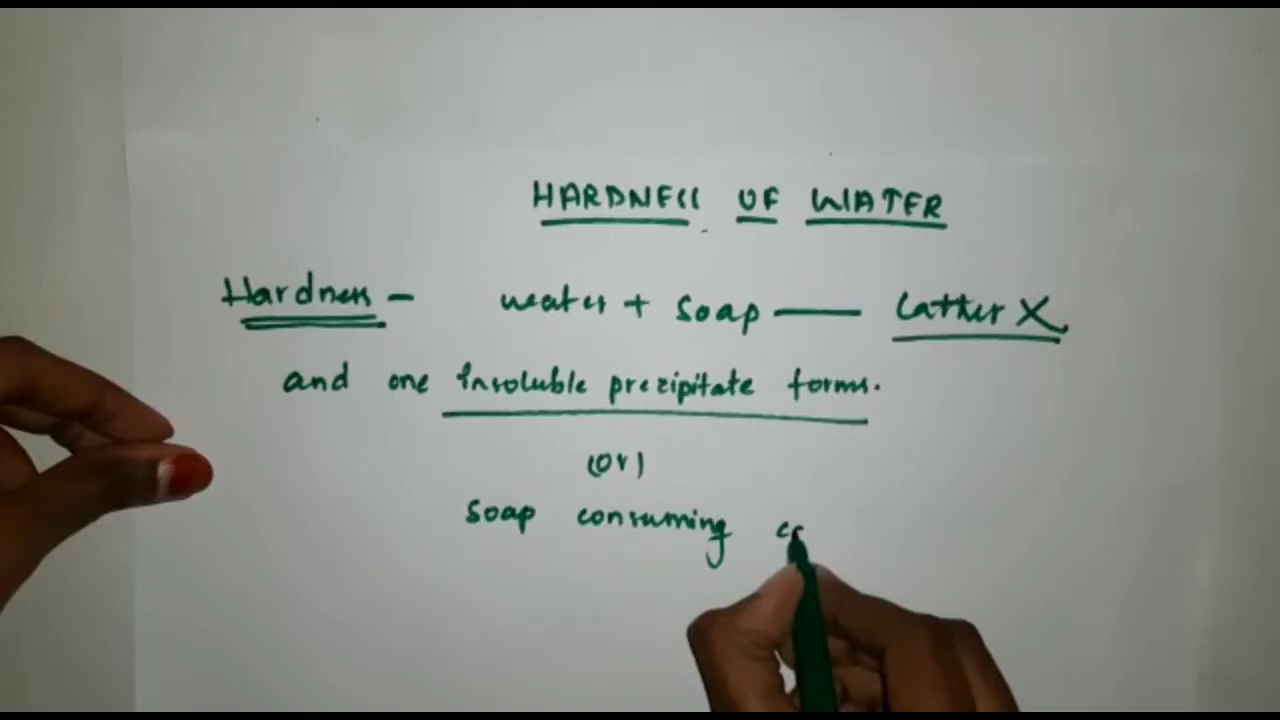 HARDNESS OF WATER
Hardness - water + soap —— Lather X
and one insoluble precipitate forms.
(or)
soap consuming